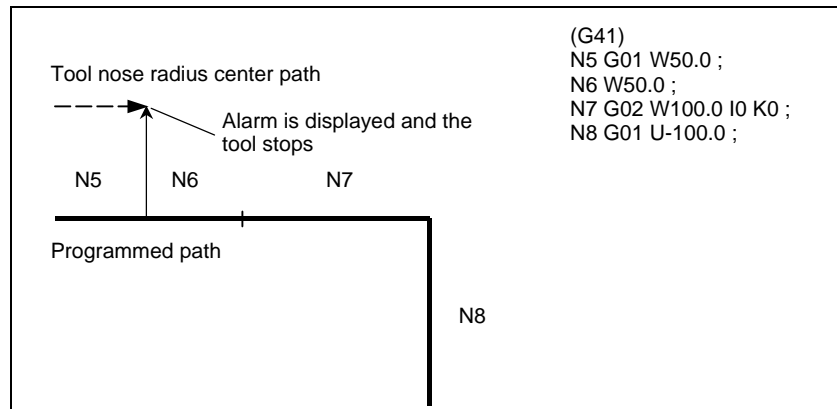 (G41)
N5 G01 W50.0 ;
N6 W50.0 ;
N7 G02 W100.0 I0 K0 ;
N8 G01 U-100.0 ;
Tool nose radius center path
Alarm is displayed and the
tool stops
N5
N6
N7
Programmed path
N8